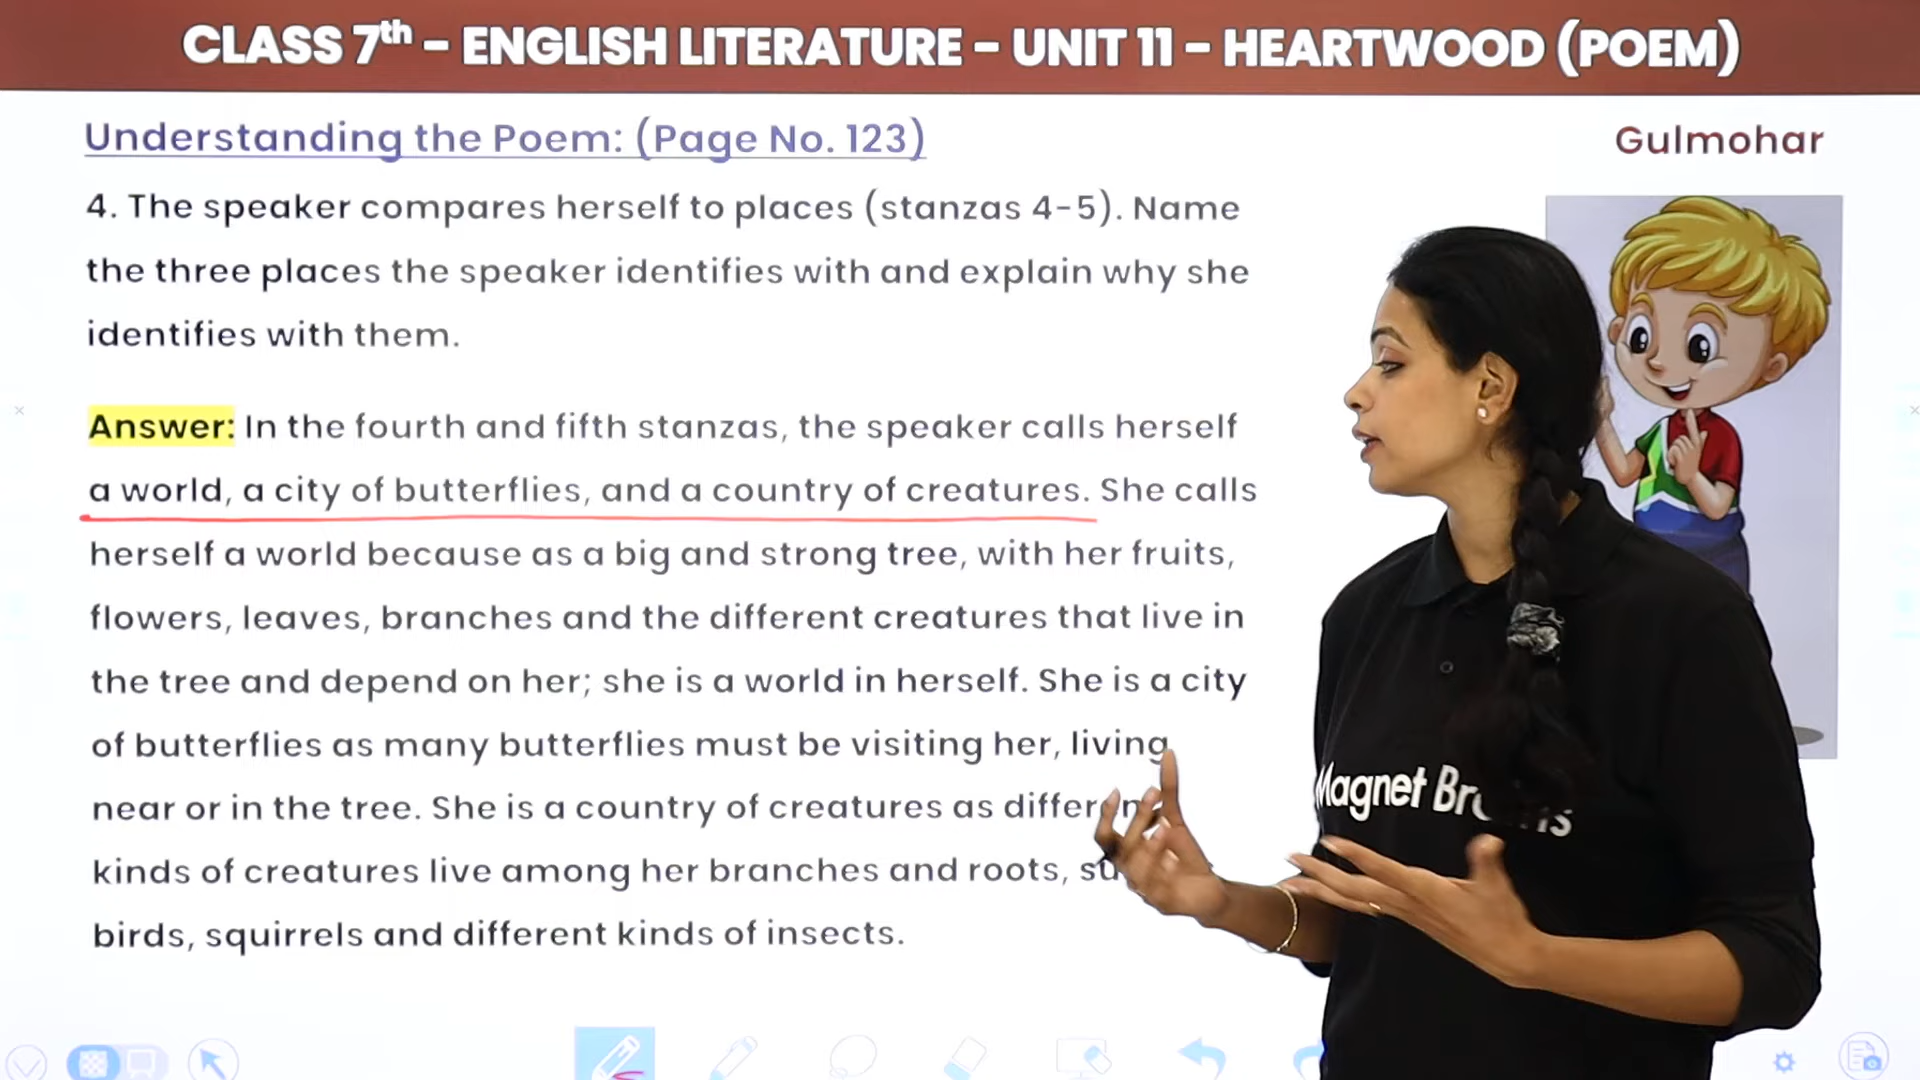 CLASS 7th – ENGLISH LITERATURE – UNIT 11 – HEARTWOOD (POEM)
Understanding the Poem: (Page No. 123)
Gulmohar
4. The speaker compares herself to places (stanzas 4-5). Name
the three places the speaker identifies with and explain why she
identifies with them.
Answer: In the fourth and fifth stanzas, the speaker calls herself
a world, a city of butterflies, and a country of creatures. She calls
herself a world because as a big and strong tree, with her fruits,
flowers, leaves, branches and the different creatures that live in
the tree and depend on her; she is a world in herself. She is a city
of butterflies as many butterflies must be visiting her, living
near or in the tree. She is a country of creatures as
kinds of creatures live among her branches and roots,
birds, squirrels and different kinds of insects.
Magnet